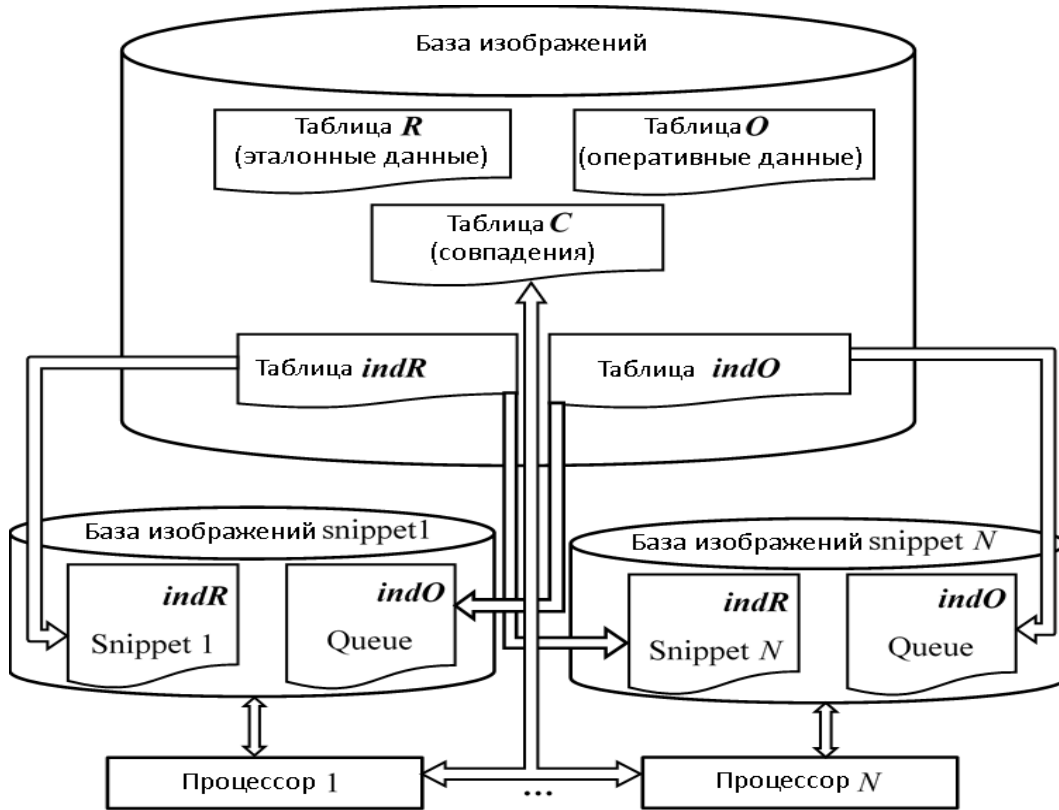 База изображений
Таблица R
(эталонные данные)
Таблица O
(оперативные данные)
Таблица C
(совпадения)
Таблица indR
Таблица indO
База изображений snippet1
indR
Snippet 1
indO
Queue
База изображений snippet N
indR
Snippet N
indO
Queue
Процессор 1
...
Процессор N